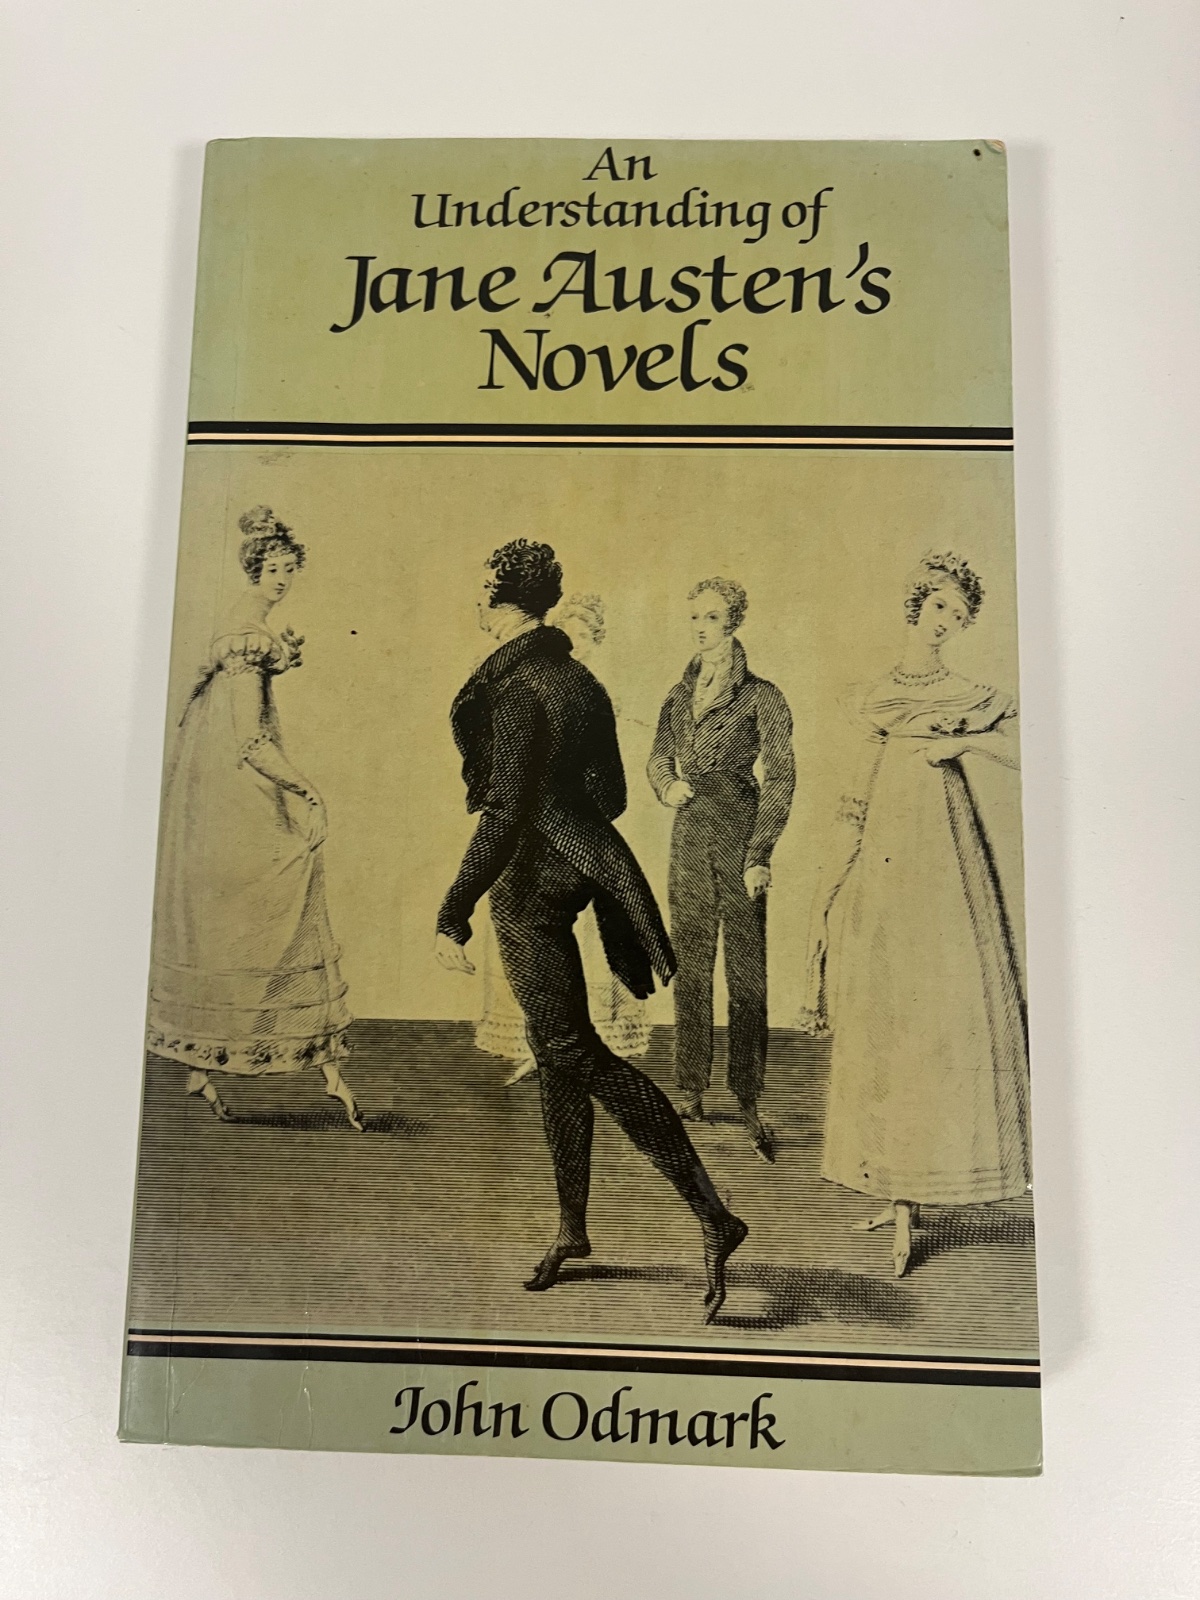 An
Understanding of
Jane Austen's
Novels
John Odmark